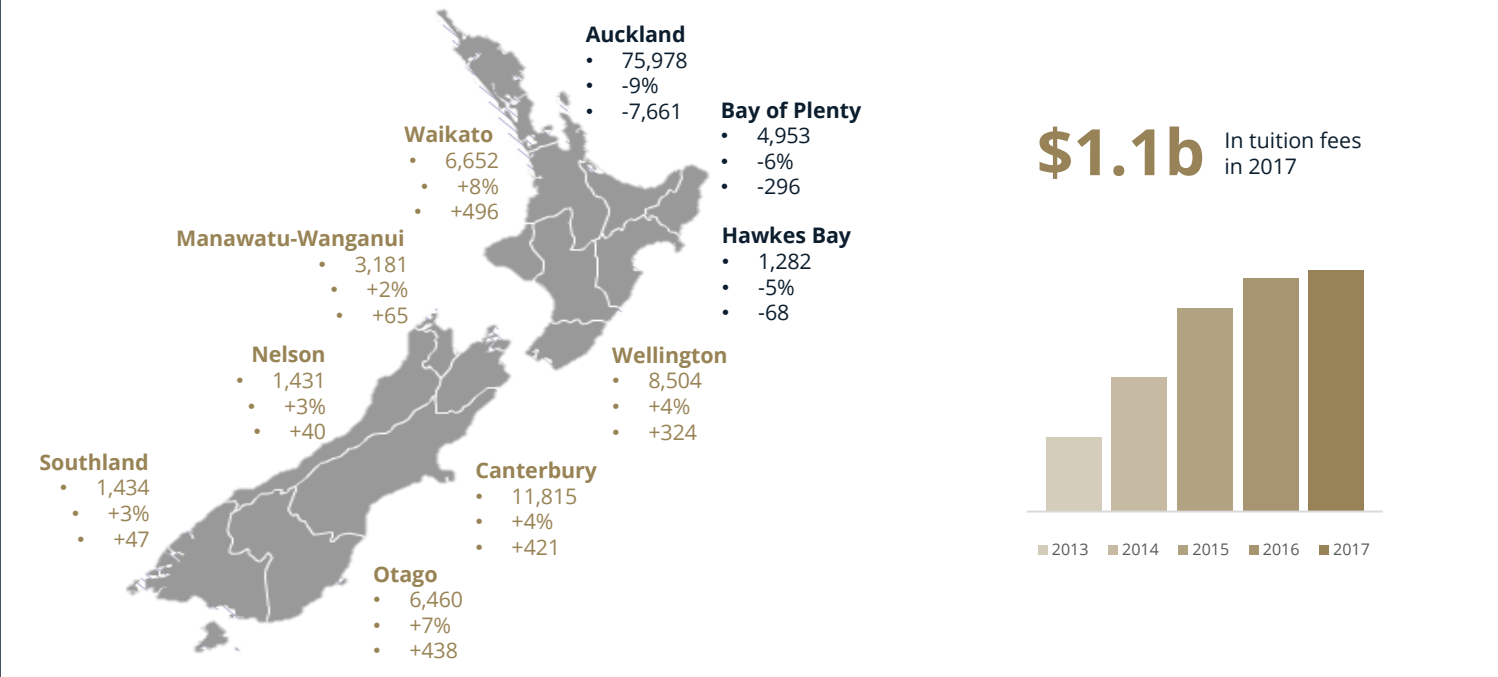 Auckland
• 75,978
• -9%
• -7,661
Bay of Plenty
• 4,953
• -6%
• -296
Waikato
• 6,652
• +8%
• +496
Manawatu-Wanganui
• 3,181
• +2%
• +65
Hawkes Bay
• 1,282
• -5%
• -68
Nelson
• 1,431
• +3%
• +40
Wellington
• 8,504
• +4%
• +324
Southland
• 1,434
• +3%
• +47
Canterbury
• 11,815
• +4%
• +421
Otago
• 6,460
• +7%
• +438
$1.1b
In tuition fees
in 2017
2013 2014 2015 2016 2017